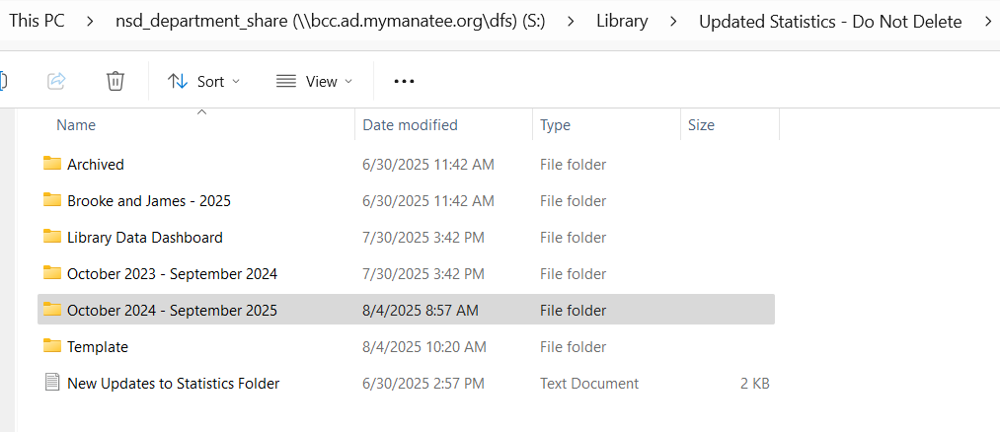 This PC > nsd_department_share (\\bcc.ad.mymanatee.org\dfs) (S:) > Library > Updated Statistics - Do Not Delete >
Sort View ...
Name Date modified Type Size
Archived 6/30/2025 11:42 AM File folder
Brooke and James - 2025 6/30/2025 11:42 AM File folder
Library Data Dashboard 7/30/2025 3:42 PM File folder
October 2023 - September 2024 7/30/2025 3:42 PM File folder
October 2024 - September 2025 8/4/2025 8:57 AM File folder
Template 8/4/2025 10:20 AM File folder
New Updates to Statistics Folder 6/30/2025 2:57 PM Text Document 2 KB